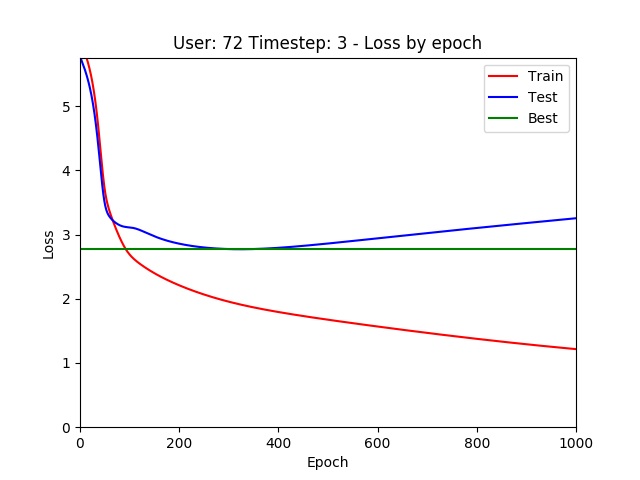 User: 72 Timestep: 3 - Loss by epoch
Train
Test
Best
5
4
3
2
1
0
Loss
0 200 400 600 800 1000
Epoch